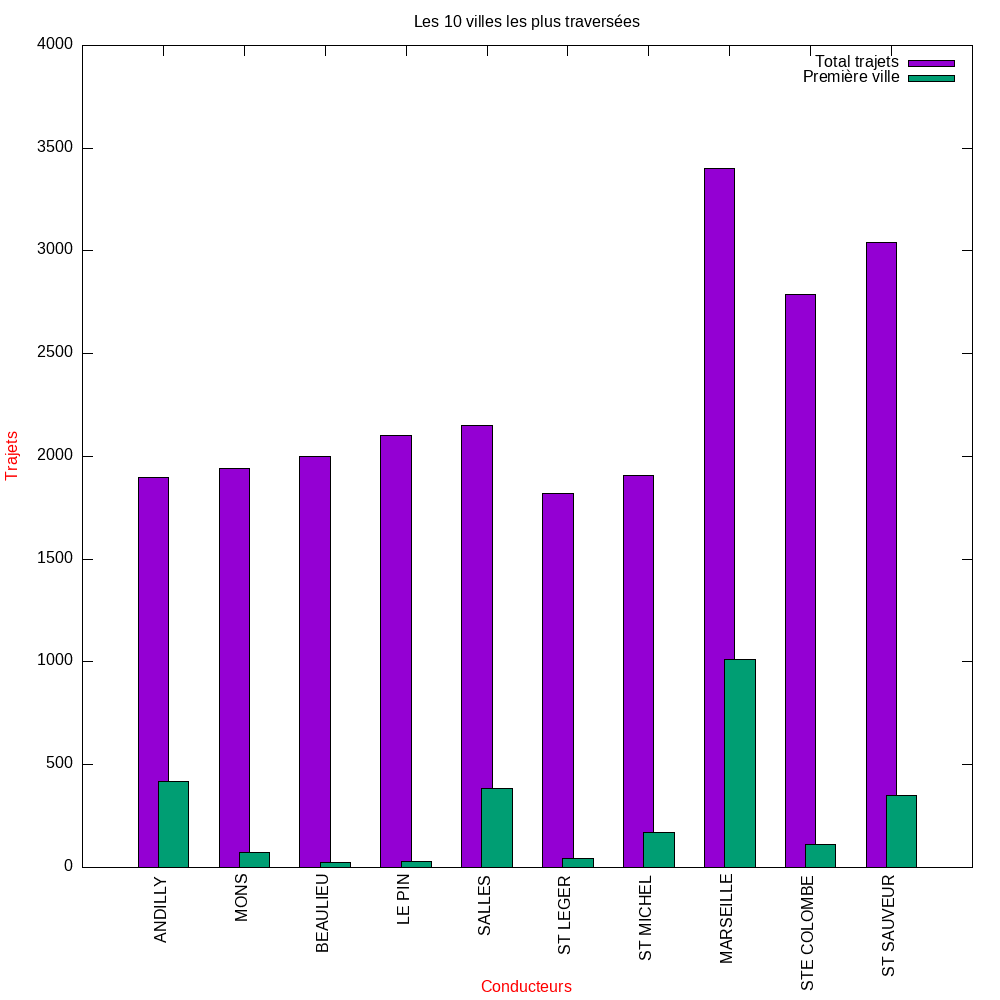 Les 10 villes les plus traversées
Total trajets
Première ville
4000
3500
3000
2500
2000
1500
1000
500
0
Trajets
ANDILLY
MONS
BEAULIEU
LE PIN
SALLES
ST LEGER
ST MICHEL
MARSEILLE
STE COLOMBE
ST SAUVEUR
Conducteurs